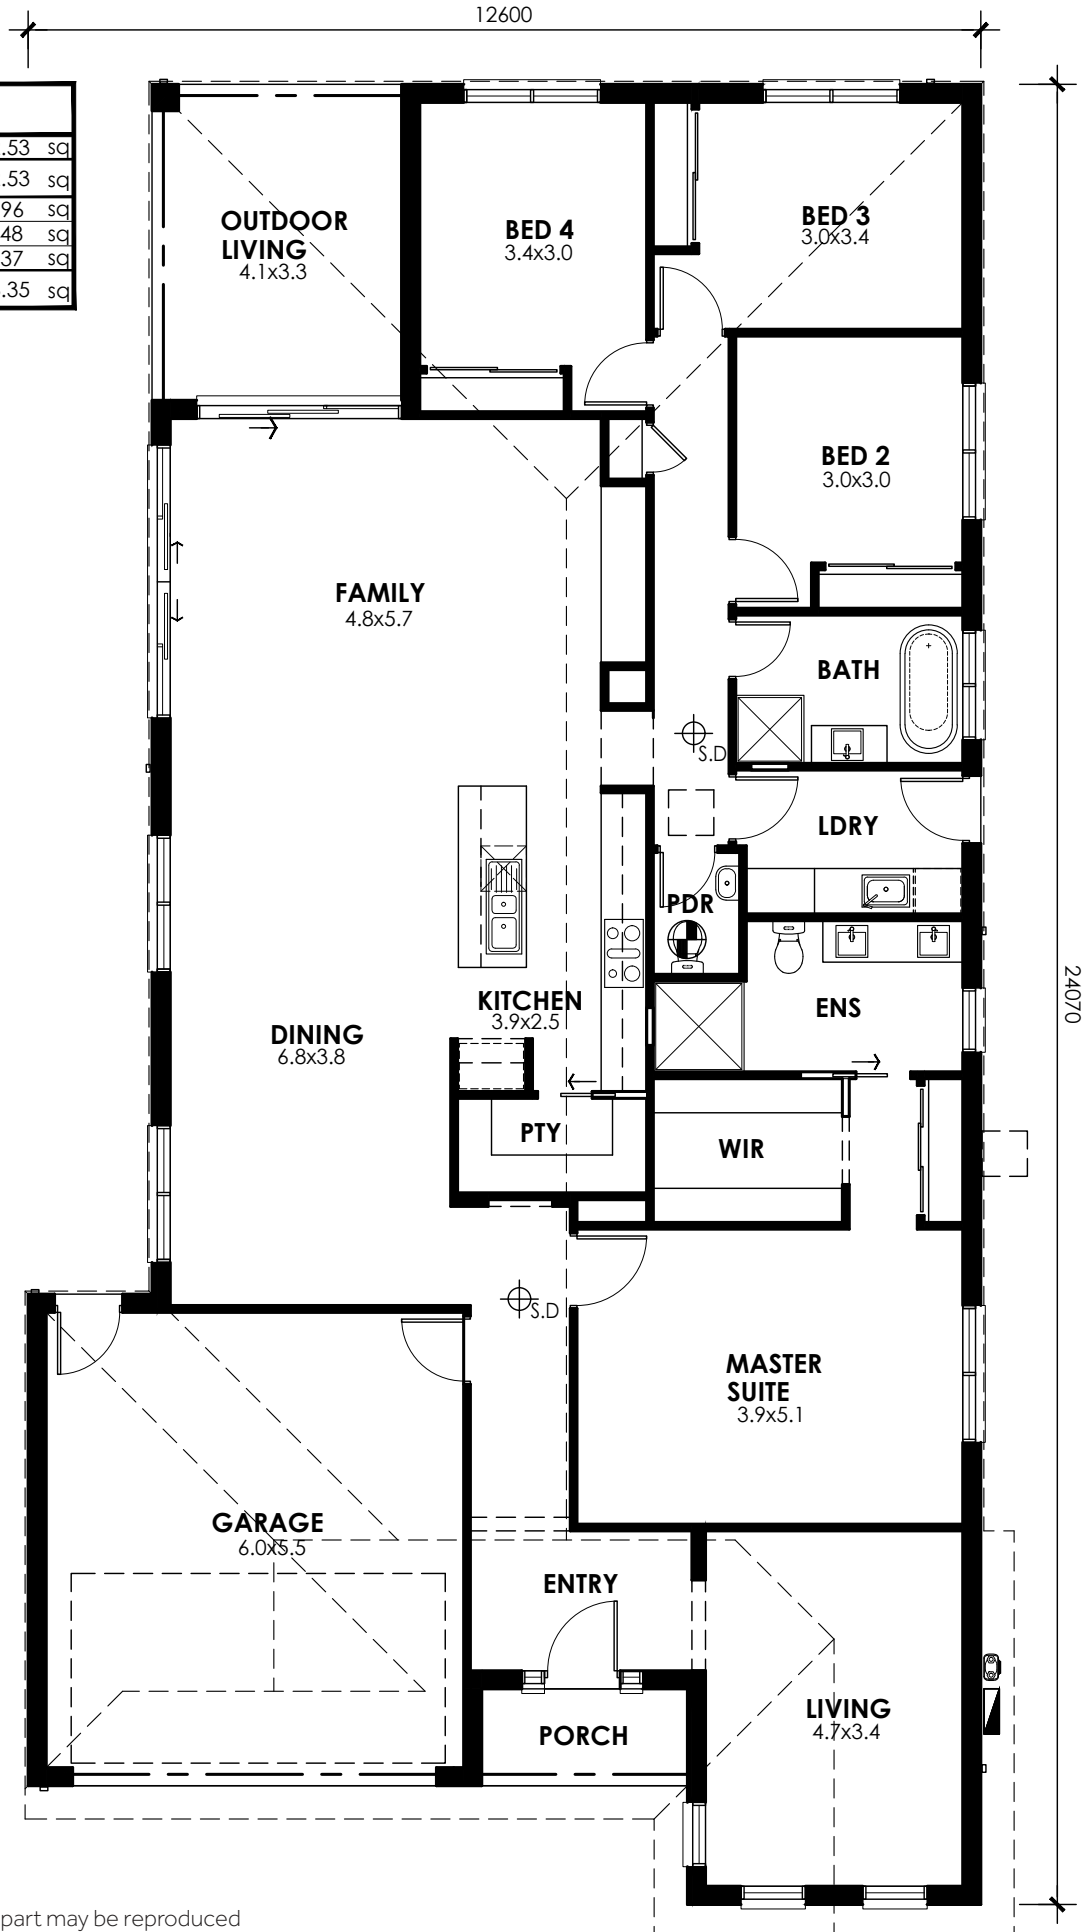 12600
.53 sq
.53 sq
96 sq
48 sq
37 sq
.35 sq
OUTDOOR
LIVING
4.1x3.3
BED 4
3.4x3.0
BED 3
3.0x3.4
BED 2
3.0x3.0
FAMILY
4.8x5.7
BATH
S.D
LDRY
PDR
KITCHEN
3.9x2.5
ENS
24070
DINING
6.8x3.8
PTY
WIR
S.D
MASTER
SUITE
3.9x5.1
GARAGE
6.0x5.5
ENTRY
PORCH
LIVING
4.7x3.4
part may be reproduced